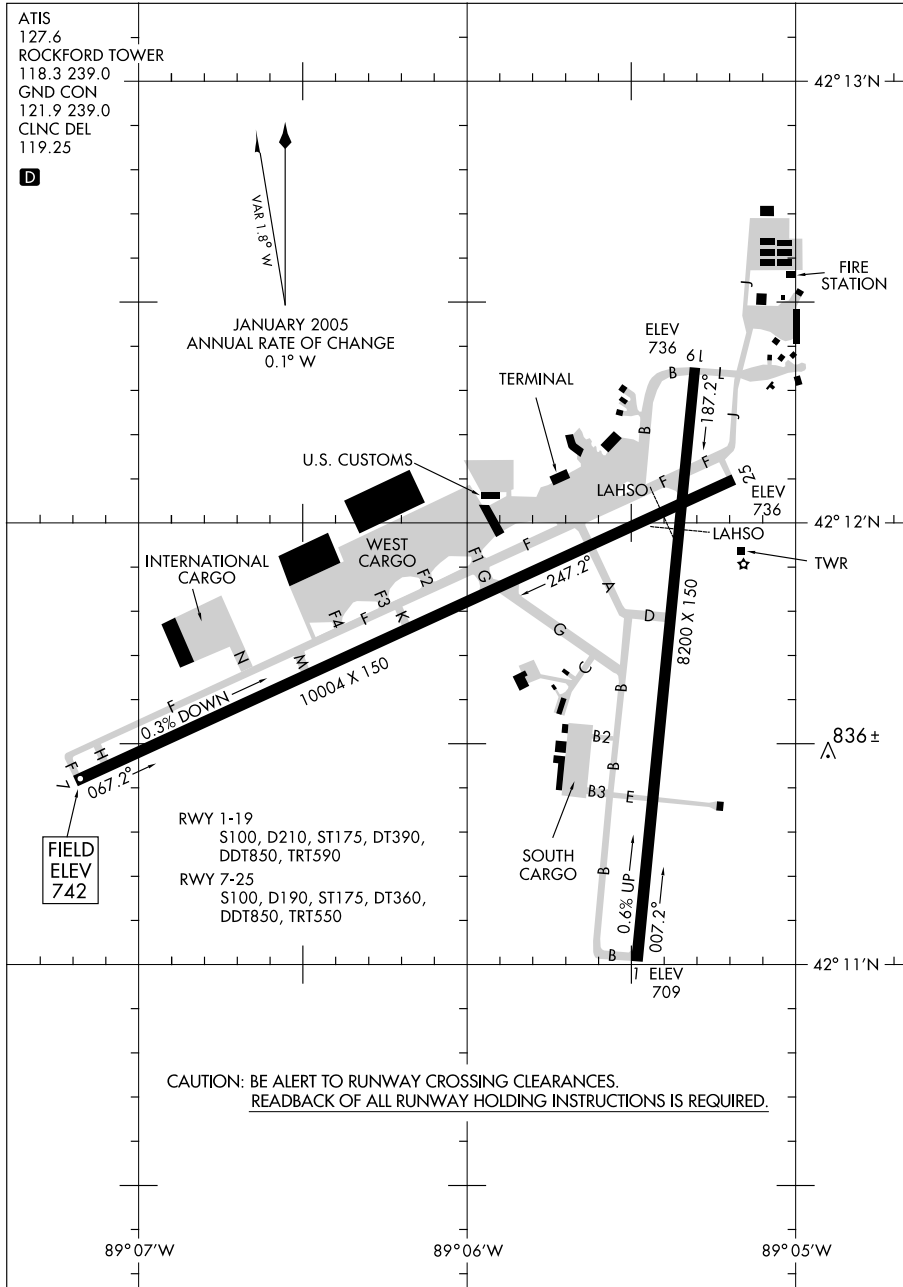 ATIS
127.6
ROCKFORD TOWER
118.3 239.0
GND CON
121.9 239.0
CLNC DEL
119.25
D
VAR 1.8° W
JANUARY 2005
ANNUAL RATE OF CHANGE
0.1° W
42° 13'N
FIRE
STATION
J
ELEV
736
19
B
L
187.2°
J
B
TERMINAL
U.S. CUSTOMS
LAHSO
F
F
25
ELEV
736
42° 12'N
LAHSO
TWR
INTERNATIONAL
CARGO
WEST
CARGO
F
F1
G
F2
F3
K
F
F4
247.2°
A
D
G
8200 X 150
N
M
10004 X 150
C
B
F
0.3% DOWN
H
F
7
067.2°
B2
B
B3
E
836 ±
FIELD
ELEV
742
RWY 1-19
S100, D210, ST175, DT390,
DDT850, TRT590
RWY 7-25
S100, D190, ST175, DT360,
DDT850, TRT550
SOUTH
CARGO
B
0.6% UP
007.2°
B
1
ELEV
709
42° 11'N
CAUTION: BE ALERT TO RUNWAY CROSSING CLEARANCES.
READBACK OF ALL RUNWAY HOLDING INSTRUCTIONS IS REQUIRED.
89° 07'W
89° 06'W
89° 05'W